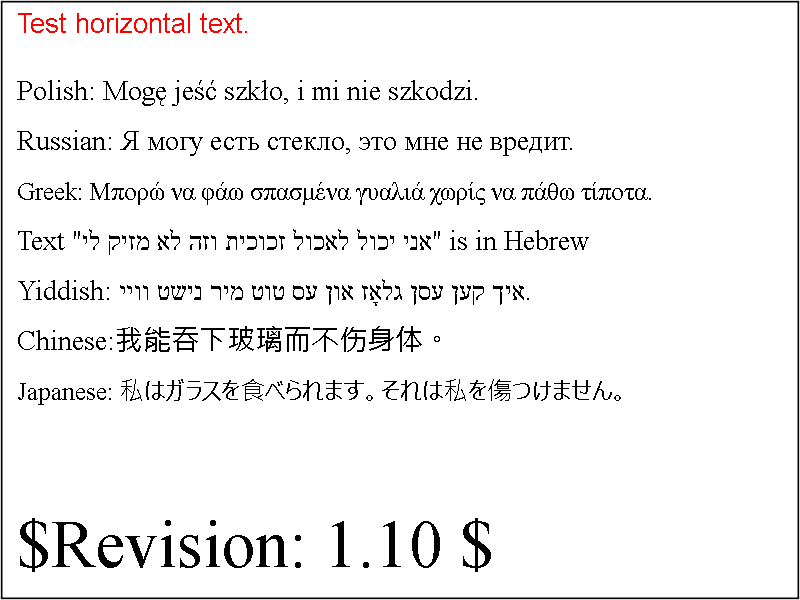 Test horizontal text.
Polish: Mogę jeść szkło, i mi nie szkodzi.
Russian: Я могу есть стекло, это мне не вредит.
Greek: Μπορώ να φάω σπασμένα γυαλιά χωρίς να πάθω τίποτα.
Text "אני יכול לאכול זכוכית וזה לא מזיק לי" is in Hebrew
Yiddish: איך קען עסן גלאָז און עס טוט מיר נישט וויי.
Chinese:我能吞下玻璃而不伤身体。
Japanese: 私はガラスを食べられます。それは私を傷つけません。
$Revision: 1.10 $